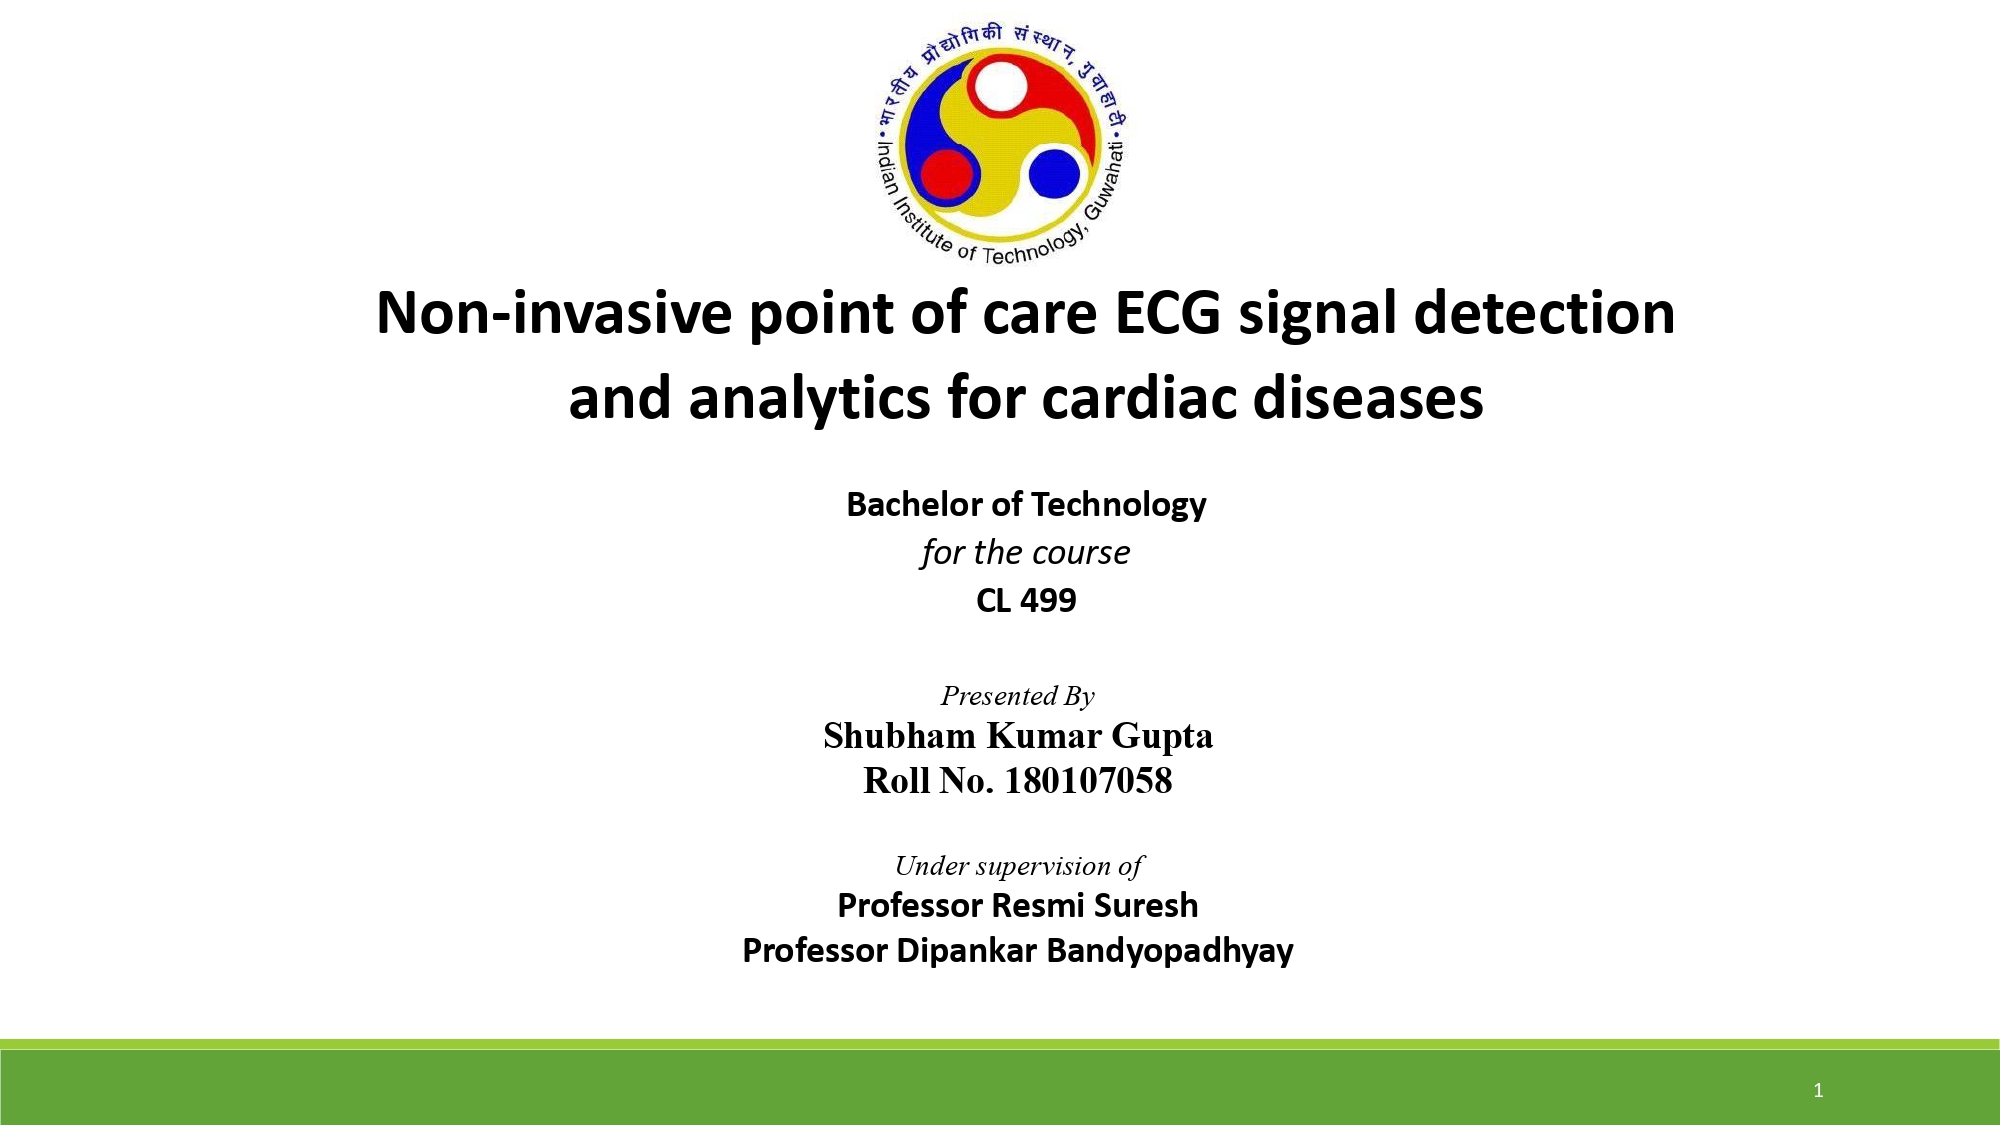 • भारतीय प्रौद्योगिकी संस्थान, गुवाहाटी •
Indian Institute of Technology, Guwahati
Non-invasive point of care ECG signal detection
and analytics for cardiac diseases
Bachelor of Technology
for the course
CL 499
Presented By
Shubham Kumar Gupta
Roll No. 180107058
Under supervision of
Professor Resmi Suresh
Professor Dipankar Bandyopadhyay
1